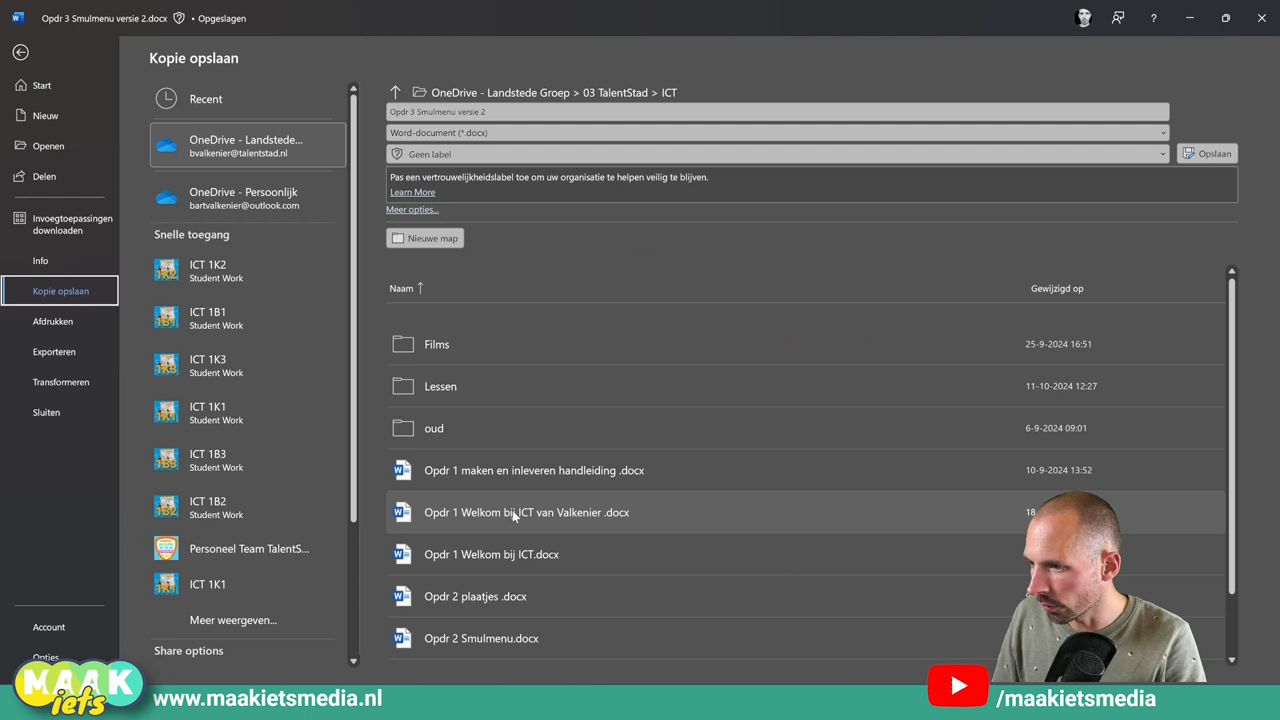 Opdr 3 Smulmenu versie 2.docx • Opgeslagen
?
Kopie opslaan
Start
Nieuw
Openen
Delen
Invoegtoepassingen
downloaden
Info
Kopie opslaan
Afdrukken
Exporteren
Transformeren
Sluiten
Account
Opties
Recent
OneDrive - Landstede...
bvalkenier@talentstad.nl
OneDrive - Persoonlijk
bartvalkenier@outlook.com
Snelle toegang
ICT 1K2
Student Work
ICT 1B1
Student Work
ICT 1K3
Student Work
ICT 1K1
Student Work
ICT 1B3
Student Work
ICT 1B2
Student Work
Personeel Team TalentS...
ICT 1K1
Meer weergeven...
Share options
OneDrive - Landstede Groep > 03 TalentStad > ICT
Opdr 3 Smulmenu versie 2
Word-document (*.docx)
Geen label
Opslaan
Pas een vertrouwelijkheidslabel toe om uw organisatie te helpen veilig te blijven.
Learn More
Meer opties...
Nieuwe map
Naam ↑ Gewijzigd op
Films 25-9-2024 16:51
Lessen 11-10-2024 12:27
oud 6-9-2024 09:01
Opdr 1 maken en inleveren handleiding .docx 10-9-2024 13:52
Opdr 1 Welkom bij ICT van Valkenier .docx 18
Opdr 1 Welkom bij ICT.docx
Opdr 2 plaatjes .docx
Opdr 2 Smulmenu.docx
MAAK
iets
www.maakietsmedia.nl
/maakietsmedia